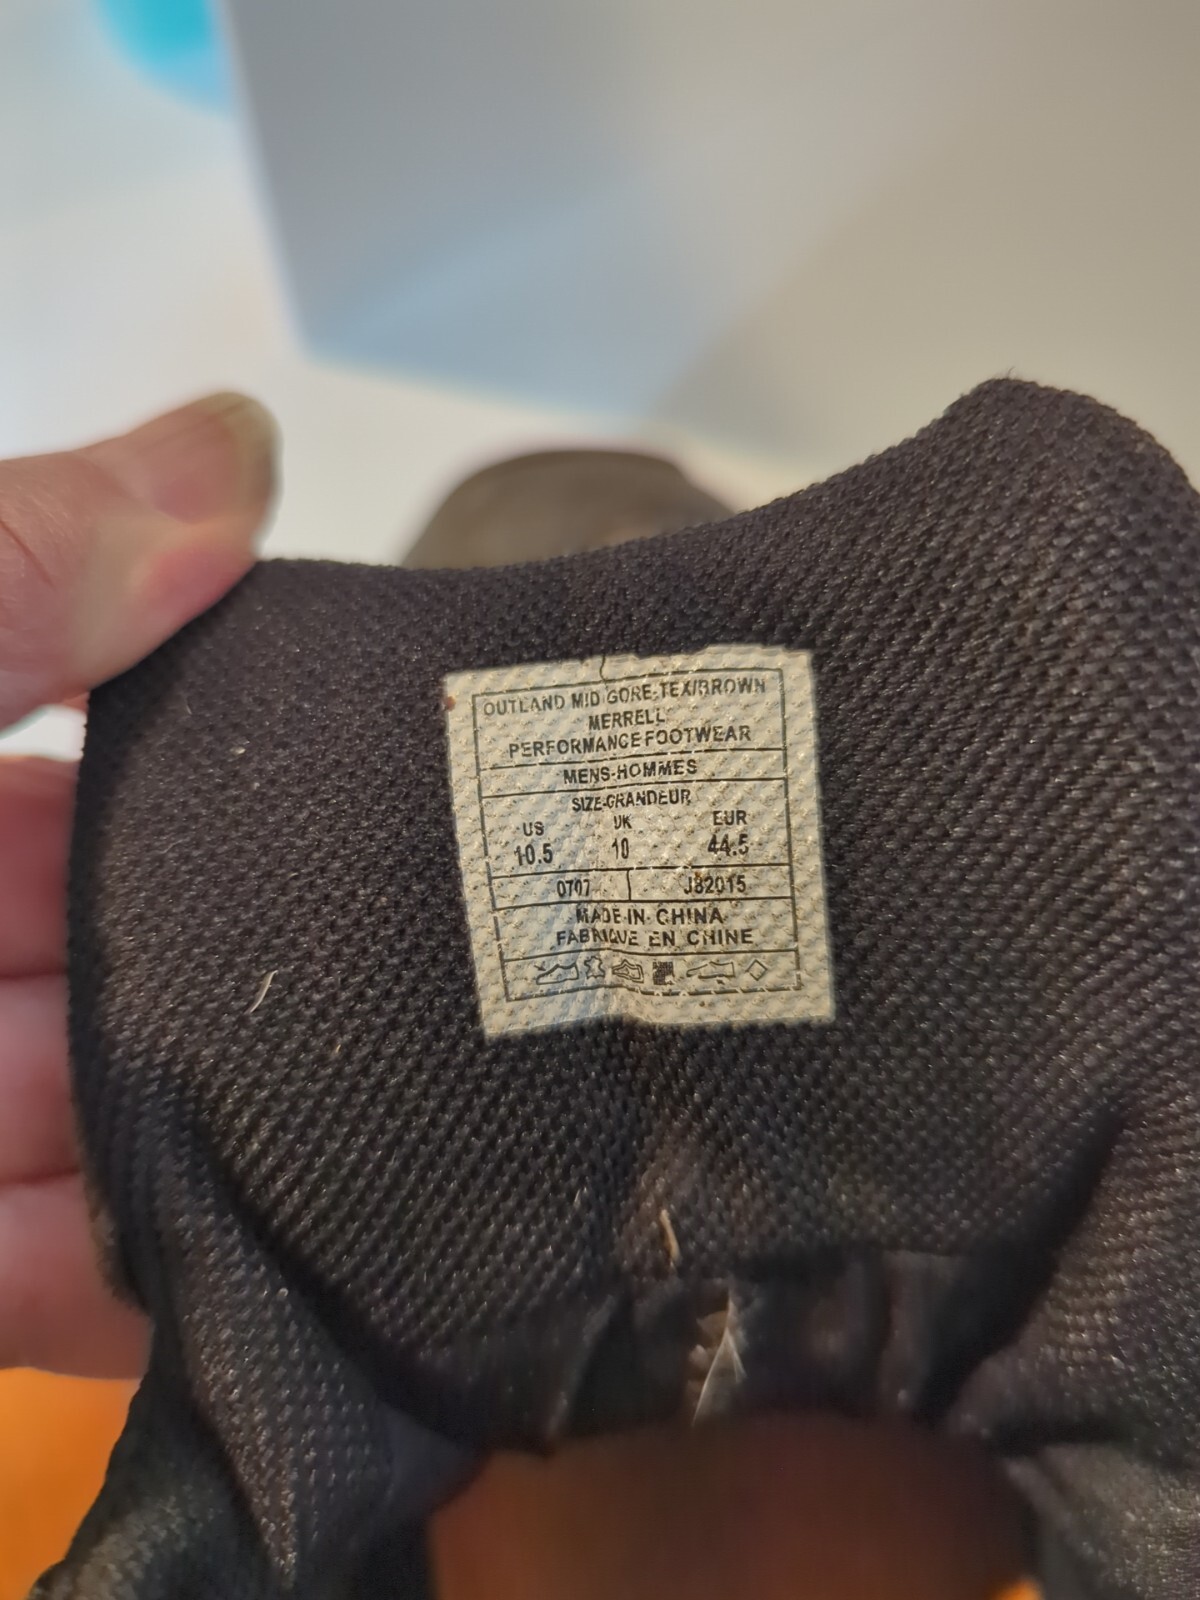 OUTLAND MID GORE-TEX/BROWN
MERRELL
PERFORMANCE FOOTWEAR
MENS-HOMMES
SIZE-GRANDEUR
US UK EUR
10.5 10 44.5
0707 J82015
MADE IN CHINA
FABRIQUE EN CHINE